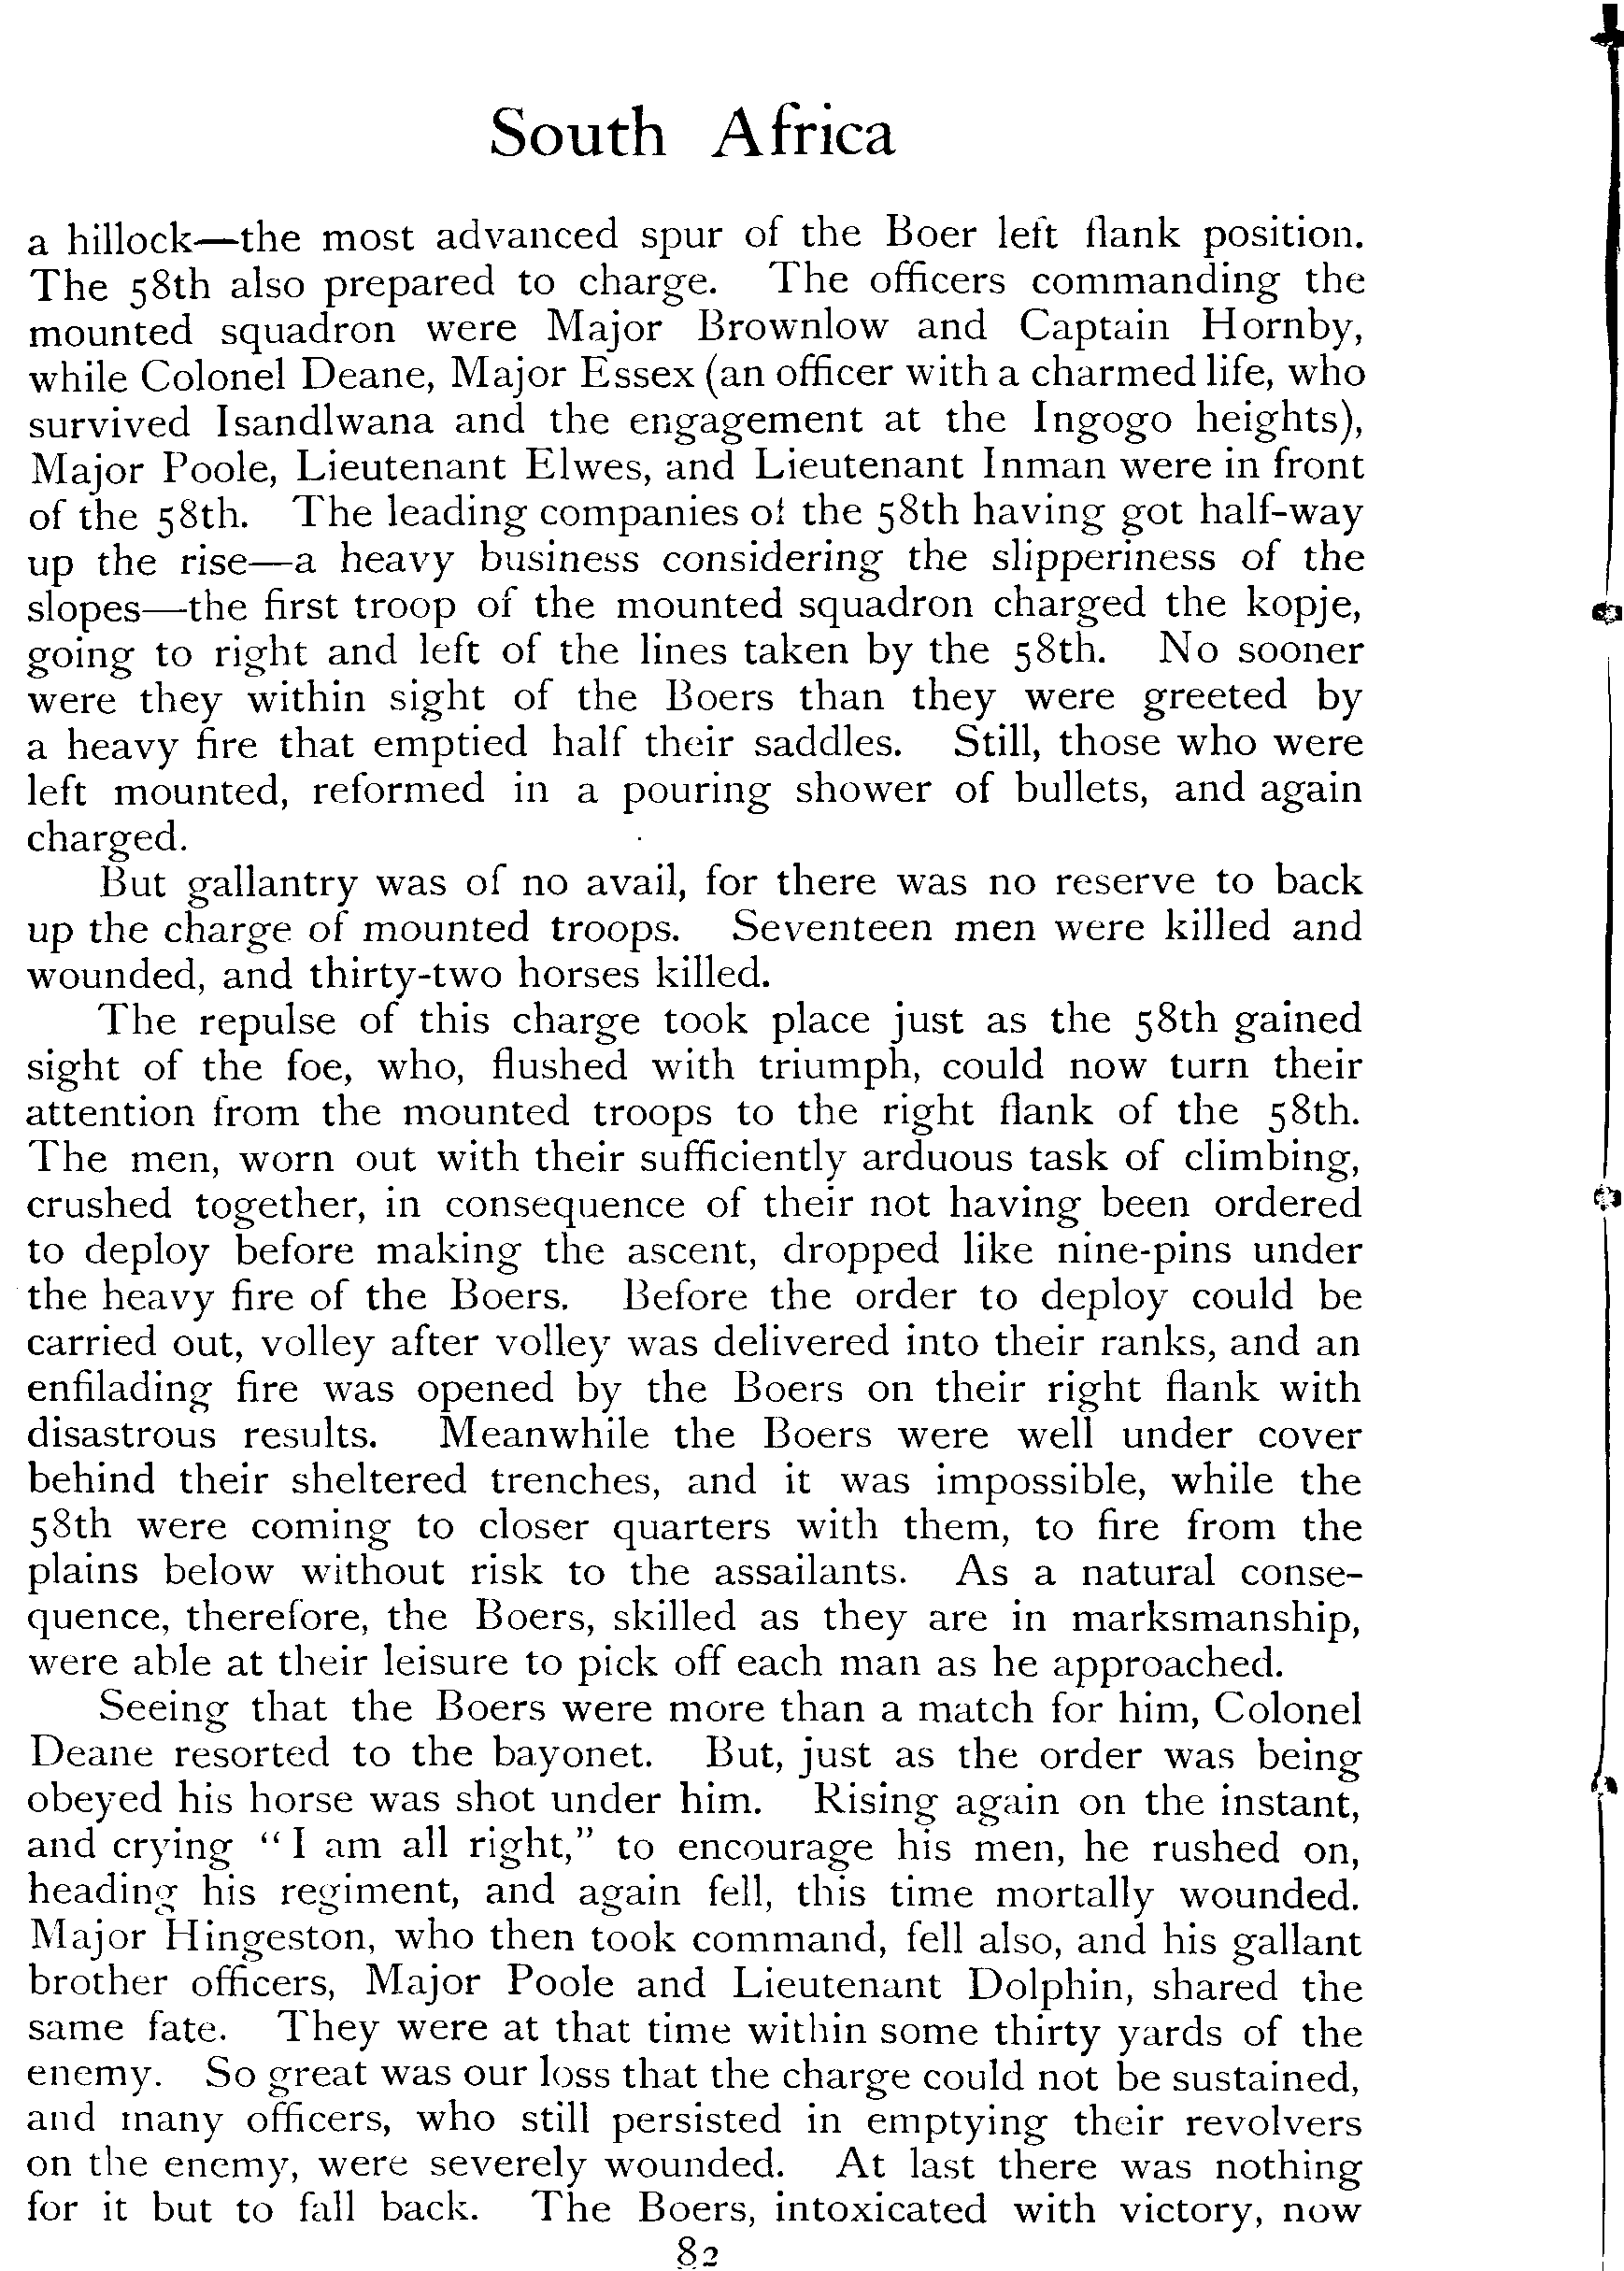 South Africa
a hillock—the most advanced spur of the Boer left flank position.
The 58th also prepared to charge. The officers commanding the
mounted squadron were Major Brownlow and Captain Hornby,
while Colonel Deane, Major Essex (an officer with a charmed life, who
survived Isandlwana and the engagement at the Ingogo heights),
Major Poole, Lieutenant Elwes, and Lieutenant Inman were in front
of the 58th. The leading companies of the 58th having got half-way
up the rise—a heavy business considering the slipperiness of the
slopes—the first troop of the mounted squadron charged the kopje,
going to right and left of the lines taken by the 58th. No sooner
were they within sight of the Boers than they were greeted by
a heavy fire that emptied half their saddles. Still, those who were
left mounted, reformed in a pouring shower of bullets, and again
charged.
But gallantry was of no avail, for there was no reserve to back
up the charge of mounted troops. Seventeen men were killed and
wounded, and thirty-two horses killed.
The repulse of this charge took place just as the 58th gained
sight of the foe, who, flushed with triumph, could now turn their
attention from the mounted troops to the right flank of the 58th.
The men, worn out with their sufficiently arduous task of climbing,
crushed together, in consequence of their not having been ordered
to deploy before making the ascent, dropped like nine-pins under
the heavy fire of the Boers. Before the order to deploy could be
carried out, volley after volley was delivered into their ranks, and an
enfilading fire was opened by the Boers on their right flank with
disastrous results. Meanwhile the Boers were well under cover
behind their sheltered trenches, and it was impossible, while the
58th were coming to closer quarters with them, to fire from the
plains below without risk to the assailants. As a natural conse-
quence, therefore, the Boers, skilled as they are in marksmanship,
were able at their leisure to pick off each man as he approached.
Seeing that the Boers were more than a match for him, Colonel
Deane resorted to the bayonet. But, just as the order was being
obeyed his horse was shot under him. Rising again on the instant,
and crying "I am all right," to encourage his men, he rushed on,
heading his regiment, and again fell, this time mortally wounded.
Major Hingeston, who then took command, fell also, and his gallant
brother officers, Major Poole and Lieutenant Dolphin, shared the
same fate. They were at that time within some thirty yards of the
enemy. So great was our loss that the charge could not be sustained,
and many officers, who still persisted in emptying their revolvers
on the enemy, were severely wounded. At last there was nothing
for it but to fall back. The Boers, intoxicated with victory, now
82